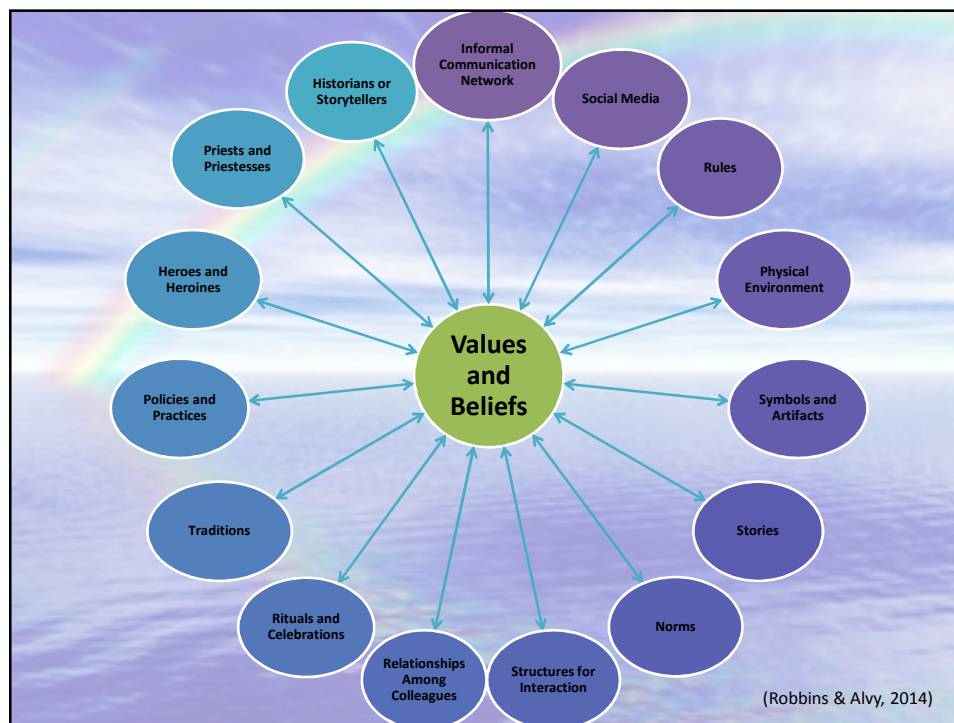 Informal
Communication
Network
Social Media
Rules
Physical
Environment
Symbols and
Artifacts
Stories
Norms
Structures for
Interaction
Relationships
Among
Colleagues
Rituals and
Celebrations
Traditions
Policies and
Practices
Heroes and
Heroines
Priests and
Priestesses
Historians or
Storytellers
Values
and
Beliefs
(Robbins & Alvy, 2014)